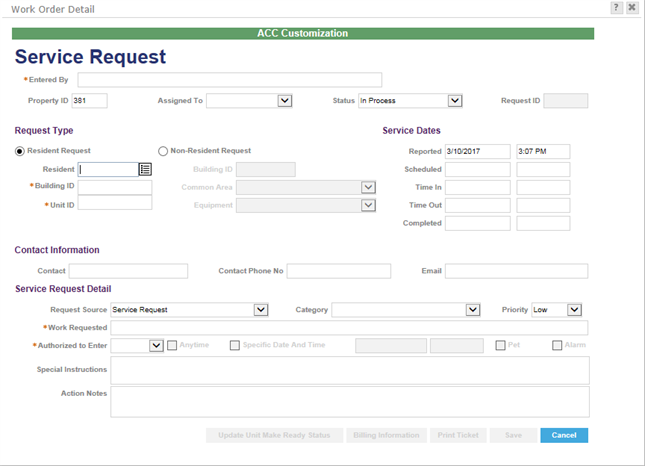 Work Order Detail ? ✖
ACC Customization
Service Request
*Entered By
Property ID 381 Assigned To Status In Process Request ID
Request Type Service Dates
Resident Request Non-Resident Request Reported 3/10/2017 3:07 PM
Resident Building ID Scheduled
*Building ID Common Area Time In
*Unit ID Equipment Time Out
Completed
Contact Information
Contact Contact Phone No Email
Service Request Detail
Request Source Service Request Category Priority Low
*Work Requested
*Authorized to Enter Anytime Specific Date And Time Pet Alarm
Special Instructions
Action Notes
Update Unit Make Ready Status Billing Information Print Ticket Save Cancel